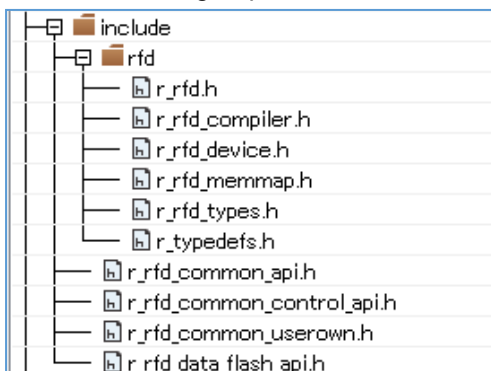 include
rfd
r_rfd.h
r_rfd_compiler.h
r_rfd_device.h
r_rfd_memmap.h
r_rfd_types.h
r_typedefs.h
r_rfd_common_api.h
r_rfd_common_control_api.h
r_rfd_common_userown.h
r_rfd_data_flash_api.h